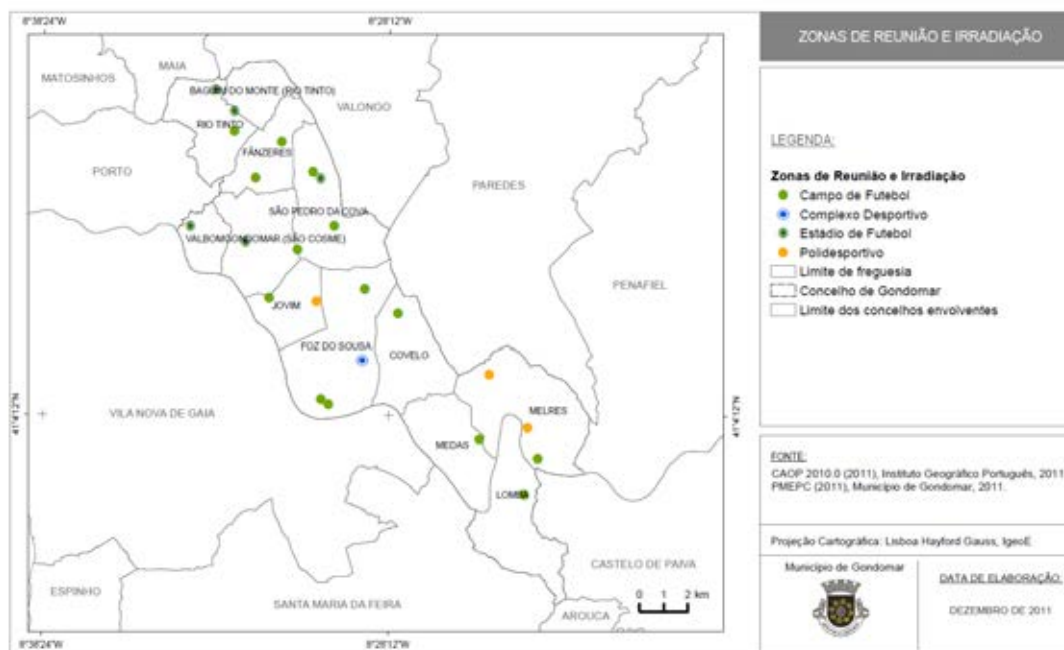 8°36'24"W
8°28'12"W
ZONAS DE REUNIÃO E IRRADIAÇÃO
MATOSINHOS
MAIA
BAGUIM DO MONTE (RIO TINTO)
VALONGO
RIO TINTO
FÂNZERES
PORTO
PAREDES
SÃO PEDRO DA COVA
VALBOM
GONDOMAR (SÃO COSME)
PENAFIEL
JOVIM
FOZ DO SOUSA
COVELO
41°4'12"N
VILA NOVA DE GAIA
MELRES
41°4'12"N
MEDAS
LOMBA
CASTELO DE PAIVA
ESPINHO
SANTA MARIA DA FEIRA
AROUCA
0 1 2 km
8°36'24"W
8°28'12"W
LEGENDA:
Zonas de Reunião e Irradiação
Campo de Futebol
Complexo Desportivo
Estádio de Futebol
Polidesportivo
Limite de freguesia
Concelho de Gondomar
Limite dos concelhos envolventes
FONTE:
CAOP 2010.0 (2011), Instituto Geográfico Português, 2011
PMEPC (2011), Município de Gondomar, 2011.
Projeção Cartográfica: Lisboa Hayford Gauss, IgeoE
Município de Gondomar
DATA DE ELABORAÇÃO:
DEZEMBRO DE 2011